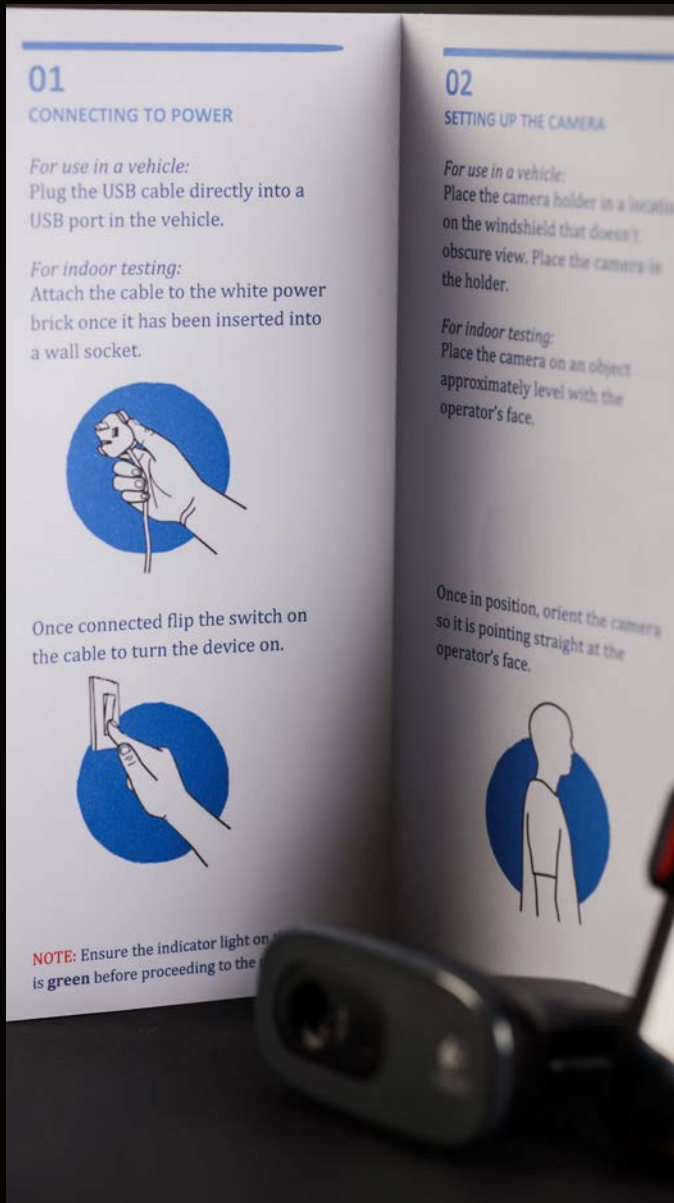 01
CONNECTING TO POWER
For use in a vehicle:
Plug the USB cable directly into a
USB port in the vehicle.
For indoor testing:
Attach the cable to the white power
brick once it has been inserted into
a wall socket.
Once connected flip the switch on
the cable to turn the device on.
NOTE: Ensure the indicator light on
is green before proceeding to the
02
SETTING UP THE CAMERA
For use in a vehicle:
Place the camera holder in a
on the windshield that doesn't
obscure view. Place the camera in
the holder.
For indoor testing:
Place the camera on an object
approximately level with the
operator's face.
Once in position, orient the camera
so it is pointing straight at the
operator's face.